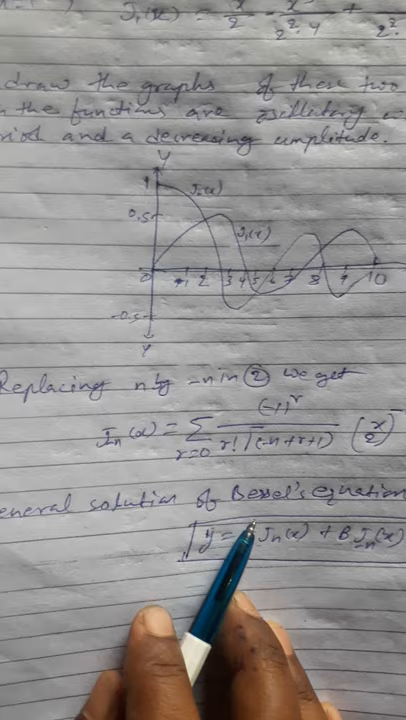 J₁(x) = x/2 - x³/2².4 + /2²
draw the graphs of these two
the functions are oscillating
and a decreasing amplitude.
Y
1
J₀(x)
0.5
J₁(x)
0 1 2 3 4 5 6 7 8 9 10
-0.5
Y
Replacing n by -n in ② we get
J₋n(x) = ∑ r=0 (-1)ʳ / r! Γ(-n+r+1) (x/2)⁻
General solution of Bessel's equation
y = Jn(x) + B J₋n(x)